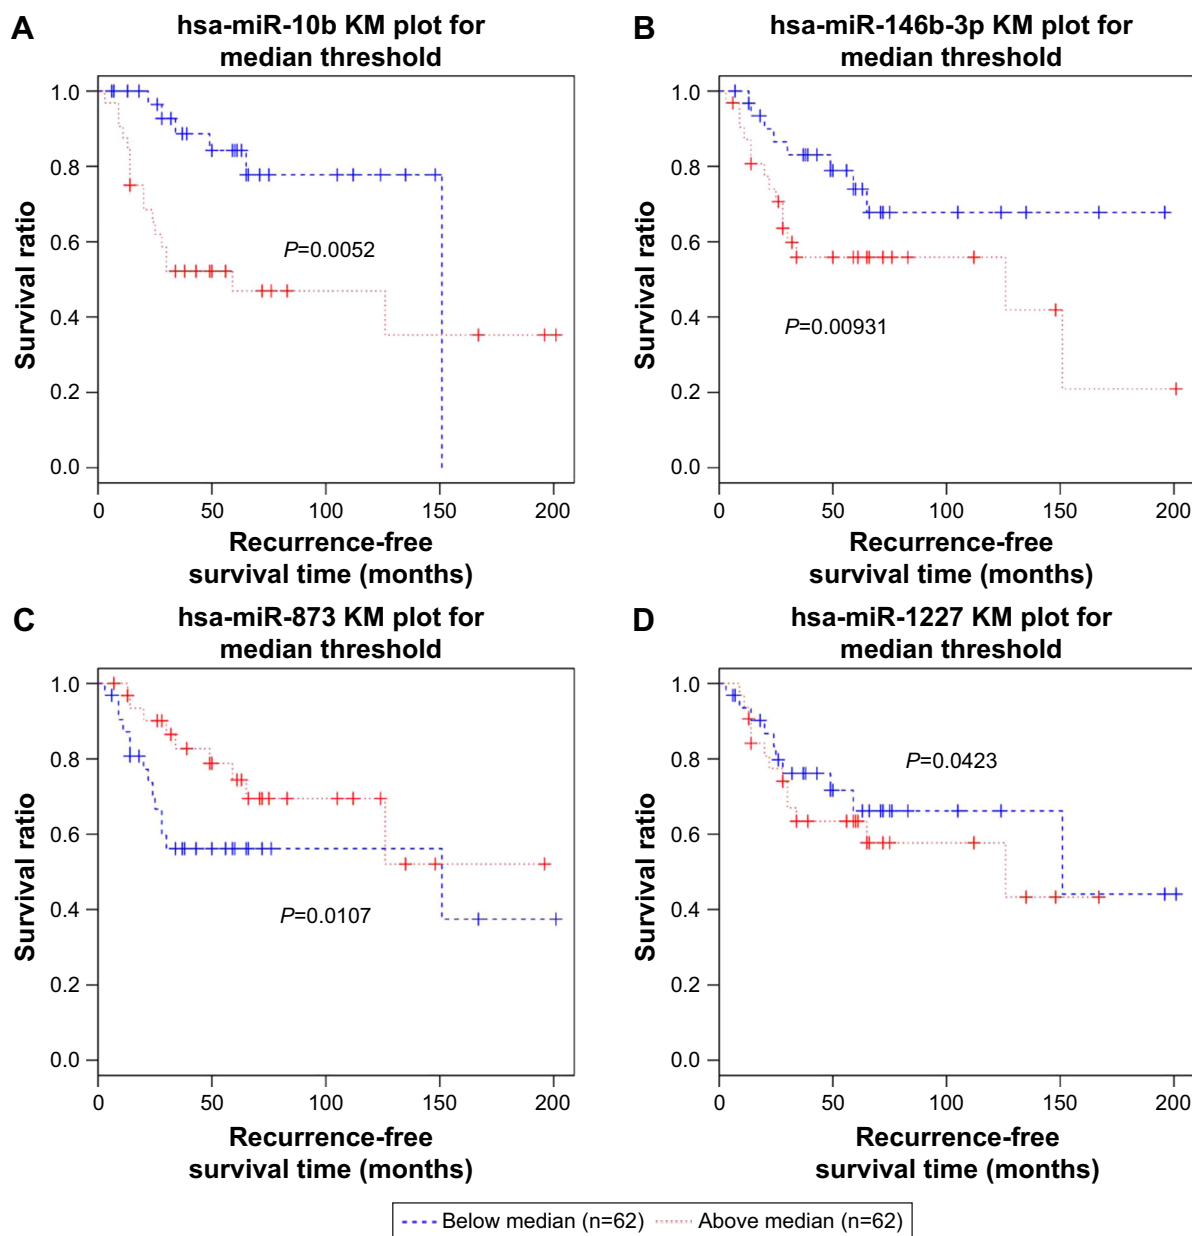 A
hsa-miR-10b KM plot for
median threshold
Survival ratio
1.0
0.8
0.6
0.4
0.2
0.0
P=0.0052
0 50 100 150 200
Recurrence-free
survival time (months)
B
hsa-miR-146b-3p KM plot for
median threshold
Survival ratio
1.0
0.8
0.6
0.4
0.2
0.0
P=0.00931
0 50 100 150 200
Recurrence-free
survival time (months)
C
hsa-miR-873 KM plot for
median threshold
Survival ratio
1.0
0.8
0.6
0.4
0.2
0.0
P=0.0107
0 50 100 150 200
Recurrence-free
survival time (months)
D
hsa-miR-1227 KM plot for
median threshold
Survival ratio
1.0
0.8
0.6
0.4
0.2
0.0
P=0.0423
0 50 100 150 200
Recurrence-free
survival time (months)
Below median (n=62) Above median (n=62)